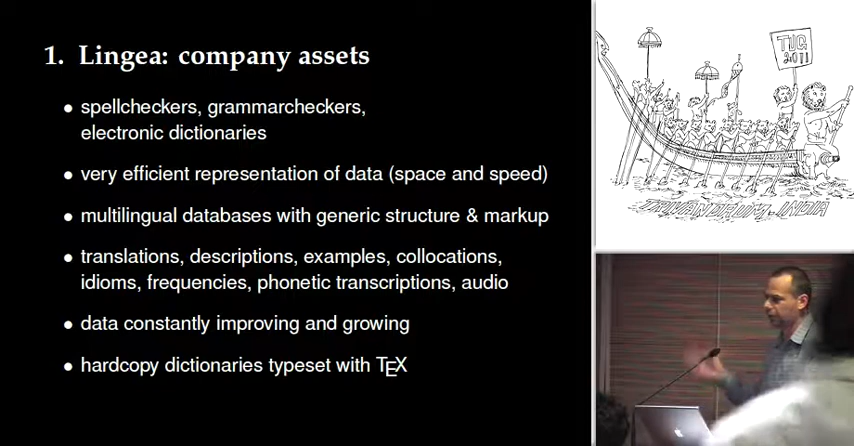 1. Lingea: company assets
• spellcheckers, grammarcheckers,
electronic dictionaries
• very efficient representation of data (space and speed)
• multilingual databases with generic structure & markup
• translations, descriptions, examples, collocations,
idioms, frequencies, phonetic transcriptions, audio
• data constantly improving and growing
• hardcopy dictionaries typeset with TEX
TUG
2011
TRIVANDRUM, INDIA